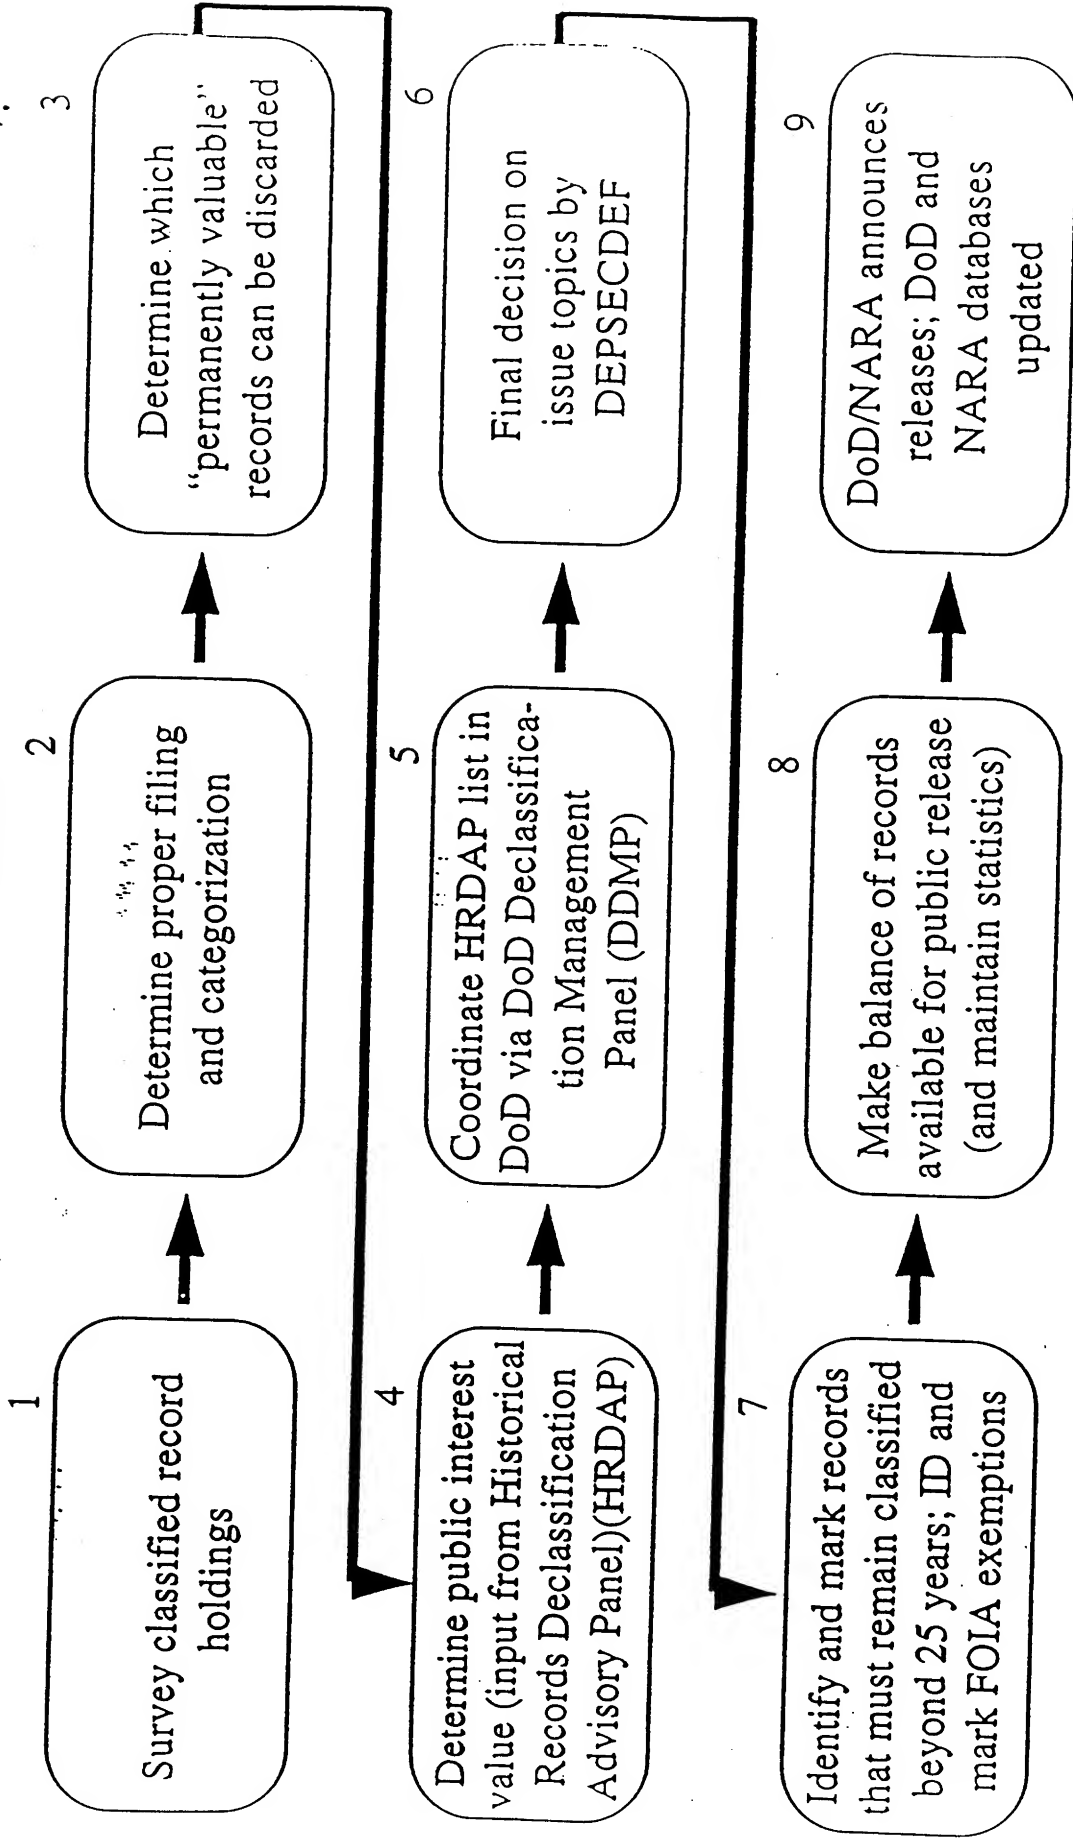 1
Survey classified record
holdings
2
Determine proper filing
and categorization
3
Determine which
“permanently valuable”
records can be discarded
4
Determine public interest
value (input from Historical
Records Declassification
Advisory Panel)(HRDAP)
5
Coordinate HRDAP list in
DoD via DoD Declassifica-
tion Management
Panel (DDMP)
6
Final decision on
issue topics by
DEPSECDEF
7
Identify and mark records
that must remain classified
beyond 25 years; ID and
mark FOIA exemptions
8
Make balance of records
available for public release
(and maintain statistics)
9
DoD/NARA announces
releases; DoD and
NARA databases
updated